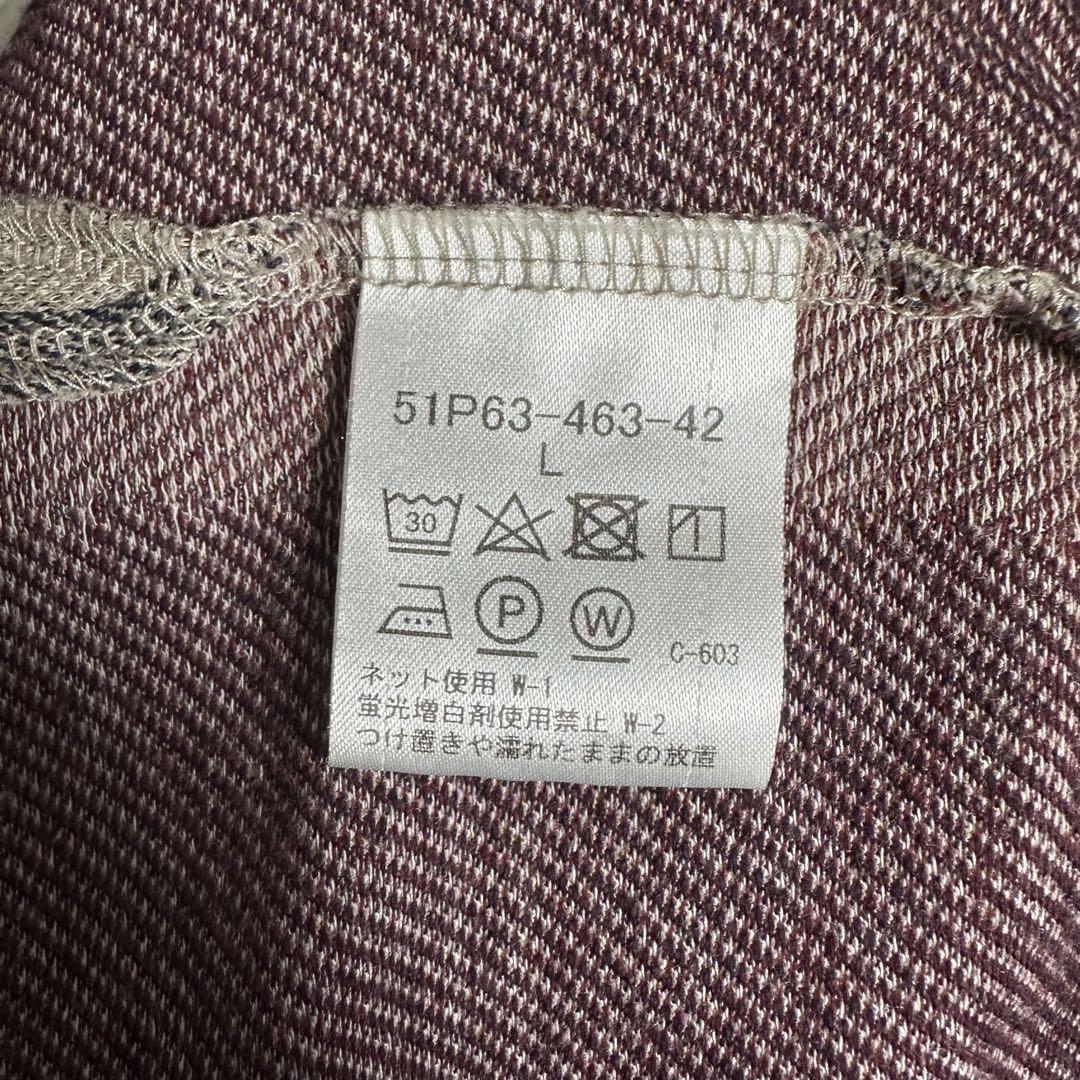 51P63-463-42
L
30
P W C-603
ネット使用 W-1
蛍光増白剤使用禁止 W-2
つけ置きや濡れたままの放置